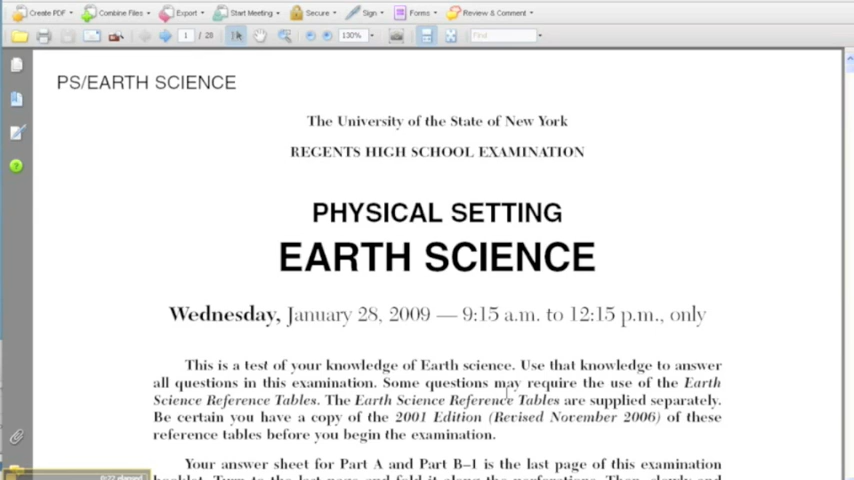 Create PDF
Combine Files
Export
Start Meeting
Secure
Sign
Forms
Review & Comment
1 / 28
130%
Find
PS/EARTH SCIENCE
The University of the State of New York
REGENTS HIGH SCHOOL EXAMINATION
PHYSICAL SETTING
EARTH SCIENCE
Wednesday, January 28, 2009 — 9:15 a.m. to 12:15 p.m., only
This is a test of your knowledge of Earth science. Use that knowledge to answer
all questions in this examination. Some questions may require the use of the Earth
Science Reference Tables. The Earth Science Reference Tables are supplied separately.
Be certain you have a copy of the 2001 Edition (Revised November 2006) of these
reference tables before you begin the examination.
Your answer sheet for Part A and Part B–1 is the last page of this examination